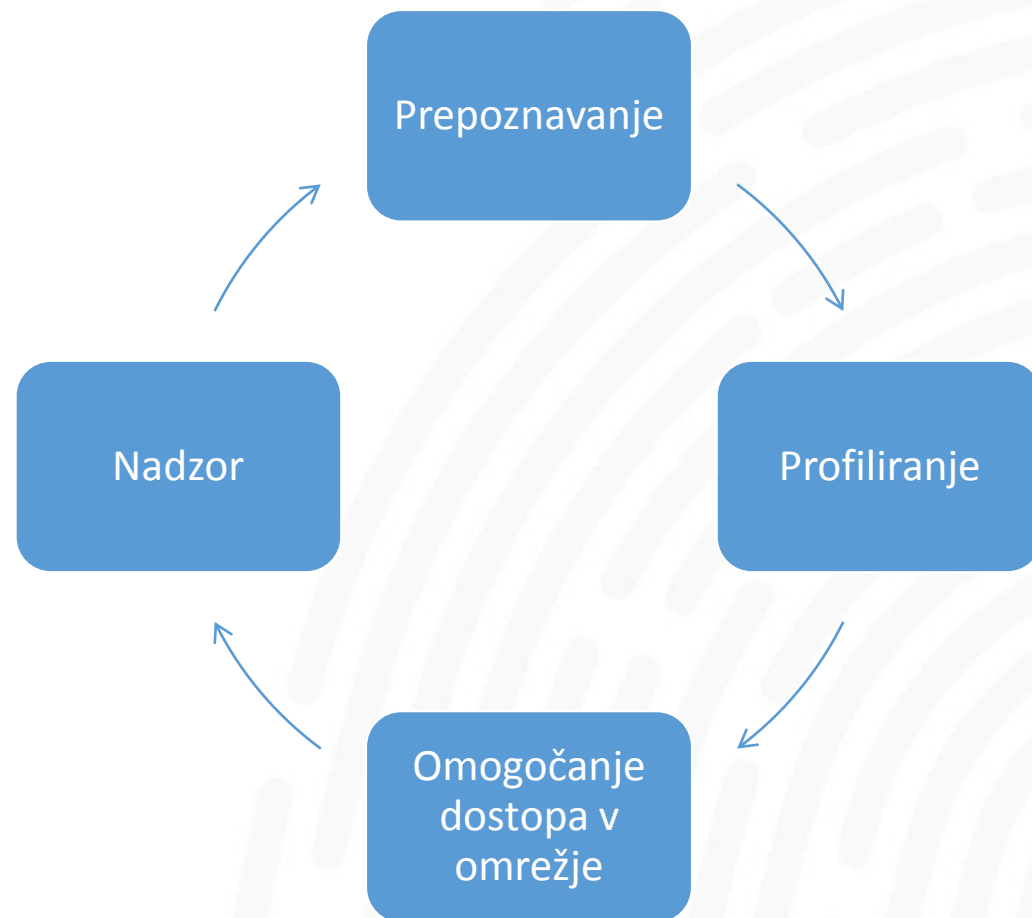 Prepoznavanje
Profiliranje
Omogočanje
dostopa v
omrežje
Nadzor